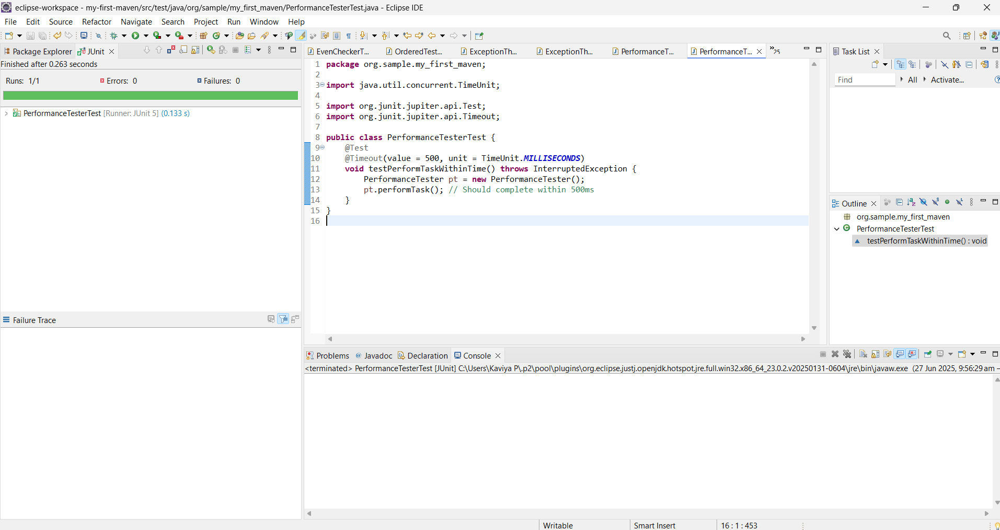 eclipse-workspace - my-first-maven/src/test/java/org/sample/my_first_maven/PerformanceTesterTest.java - Eclipse IDE
File Edit Source Refactor Navigate Search Project Run Window Help
Package Explorer JUnit
Finished after 0.263 seconds
Runs: 1/1 Errors: 0 Failures: 0
PerformanceTesterTest [Runner: JUnit 5] (0.133 s)
Failure Trace
EvenCheckerT... OrderedTest... ExceptionTh... ExceptionTh... PerformanceT... PerformanceT... »25
1 package org.sample.my_first_maven;
2
3 import java.util.concurrent.TimeUnit;
4
5 import org.junit.jupiter.api.Test;
6 import org.junit.jupiter.api.Timeout;
7
8 public class PerformanceTesterTest {
9 @Test
10 @Timeout(value = 500, unit = TimeUnit.MILLISECONDS)
11 void testPerformTaskWithinTime() throws InterruptedException {
12 PerformanceTester pt = new PerformanceTester();
13 pt.performTask(); // Should complete within 500ms
14 }
15 }
16
Task List
Find All Activate...
Outline
org.sample.my_first_maven
PerformanceTesterTest
testPerformTaskWithinTime() : void
Problems @ Javadoc Declaration Console
<terminated> PerformanceTesterTest [JUnit] C:\Users\Kaviya P\.p2\pool\plugins\org.eclipse.justj.openjdk.hotspot.jre.full.win32.x86_64_23.0.2.v20250131-0604\jre\bin\javaw.exe (27 Jun 2025, 9:56:29 am –
Writable Smart Insert 16 : 1 : 453